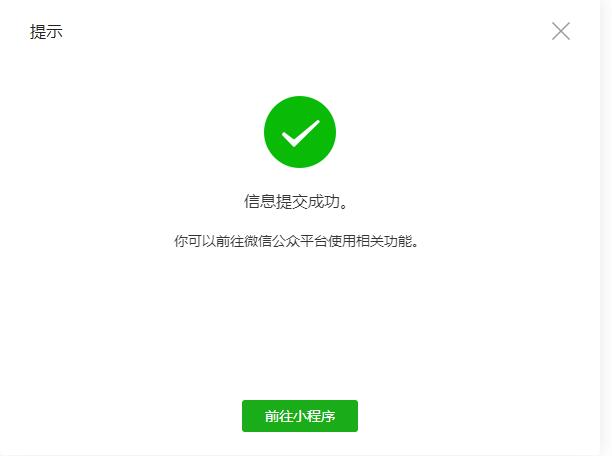 提示
信息提交成功。
你可以前往微信公众平台使用相关功能。
前往小程序